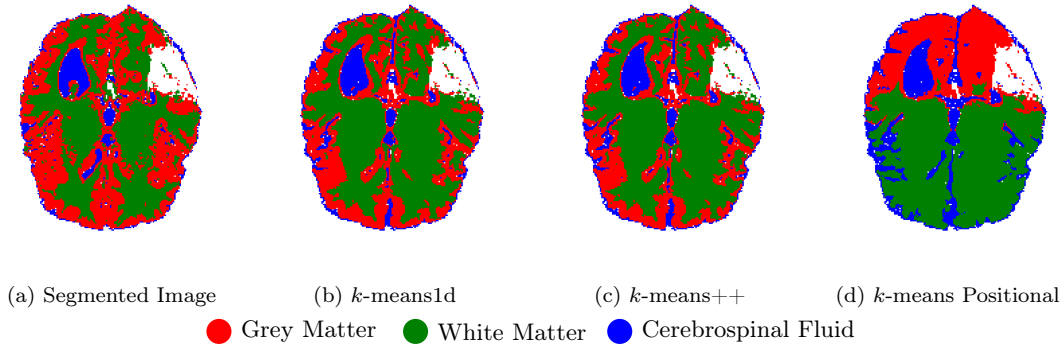 (a) Segmented Image (b) k-means1d (c) k-means++ (d) k-means Positional
Grey Matter White Matter Cerebrospinal Fluid